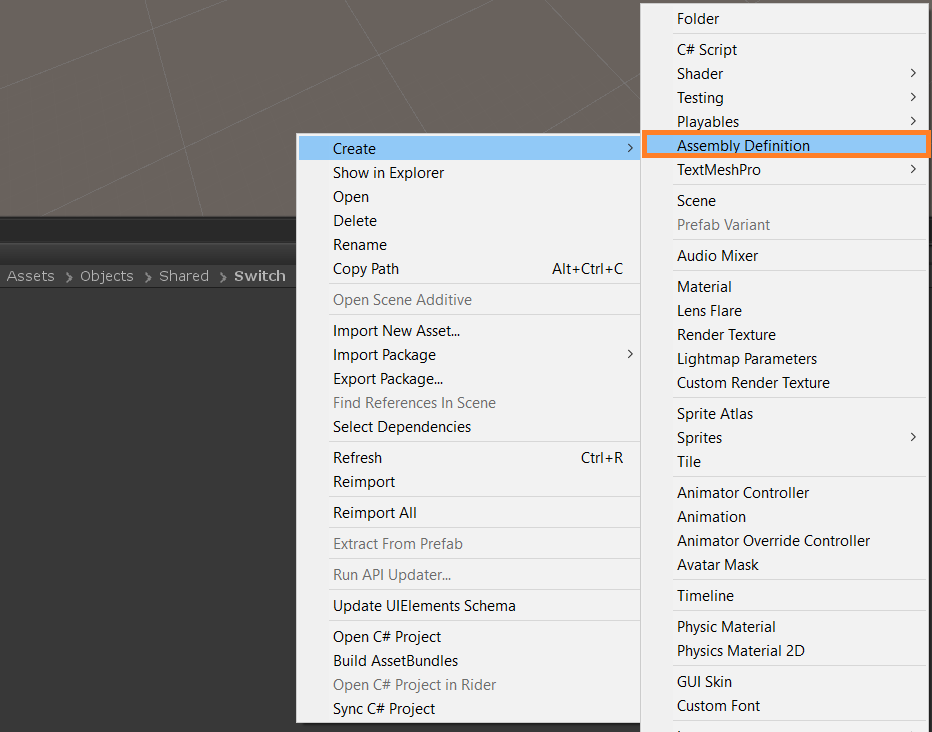 Assets > Objects > Shared > Switch
Create
Show in Explorer
Open
Delete
Rename
Copy Path Alt+Ctrl+C
Open Scene Additive
Import New Asset...
Import Package
Export Package...
Find References In Scene
Select Dependencies
Refresh Ctrl+R
Reimport
Reimport All
Extract From Prefab
Run API Updater...
Update UIElements Schema
Open C# Project
Build AssetBundles
Open C# Project in Rider
Sync C# Project
Folder
C# Script
Shader
Testing
Playables
Assembly Definition
TextMeshPro
Scene
Prefab Variant
Audio Mixer
Material
Lens Flare
Render Texture
Lightmap Parameters
Custom Render Texture
Sprite Atlas
Sprites
Tile
Animator Controller
Animation
Animator Override Controller
Avatar Mask
Timeline
Physic Material
Physics Material 2D
GUI Skin
Custom Font